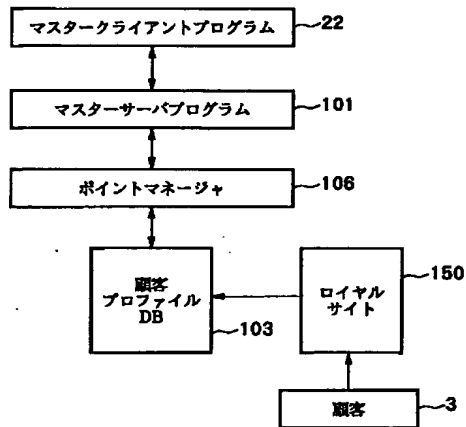 マスタークライアントプログラム
22
マスターサーバプログラム
101
ポイントマネージャ
106
顧客
プロファイル
DB
103
ロイヤル
サイト
150
顧客
3